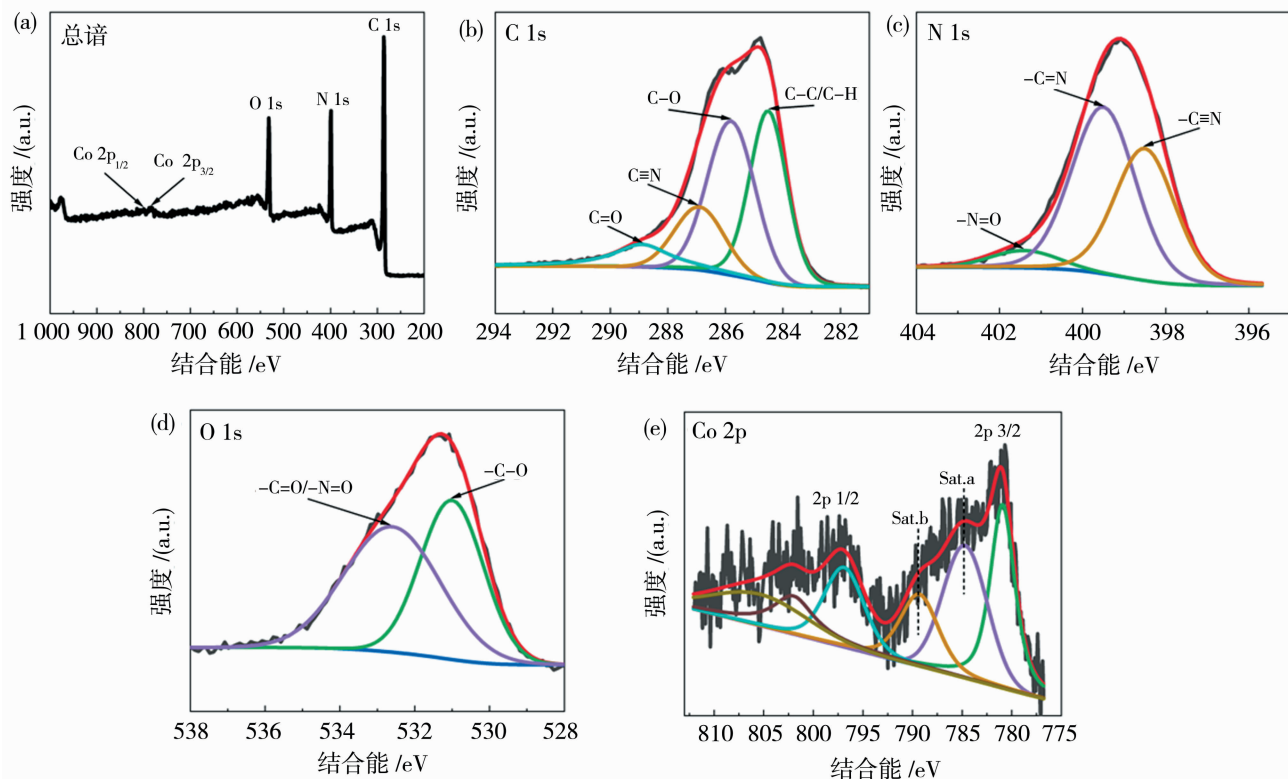 (a)
总谱
C 1s
O 1s
N 1s
Co 2p1/2
Co 2p3/2
强度 /(a.u.)
1 000 900 800 700 600 500 400 300 200
结合能 /eV
(b)
C 1s
C−O
C−C/C−H
C≡N
C=O
强度 /(a.u.)
294 292 290 288 286 284 282
结合能 /eV
(c)
N 1s
−C=N
−C≡N
−N=O
强度 /(a.u.)
404 402 400 398 396
结合能 /eV
(d)
O 1s
−C=O/−N=O
−C−O
强度 /(a.u.)
538 536 534 532 530 528
结合能 /eV
(e)
Co 2p
2p 3/2
Sat.a
2p 1/2
Sat.b
强度 /(a.u.)
810 805 800 795 790 785 780 775
结合能 /eV